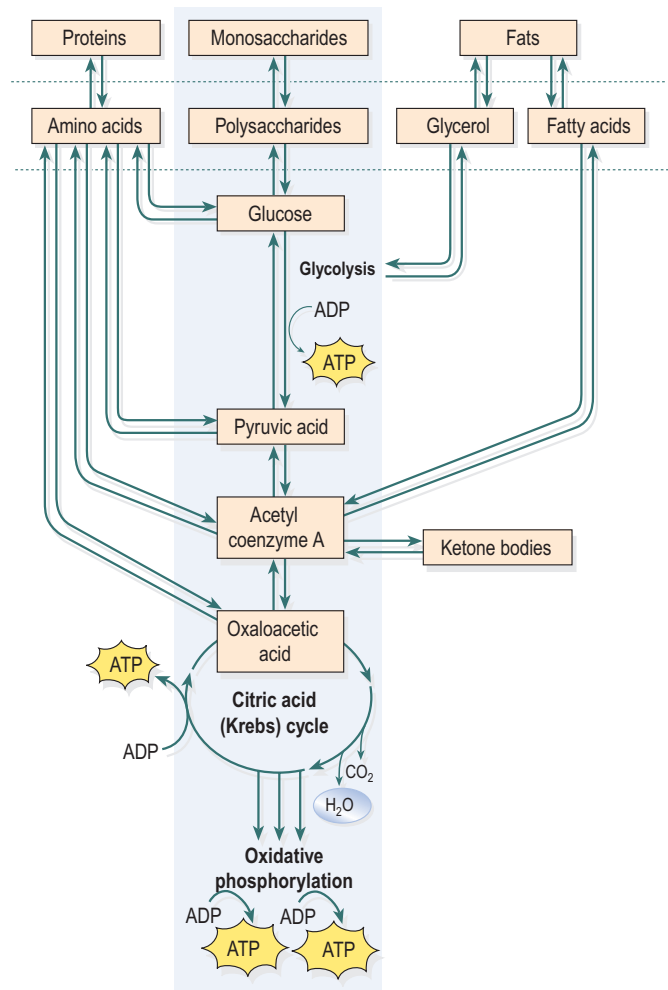 Proteins
Monosaccharides
Fats
Amino acids
Polysaccharides
Glycerol
Fatty acids
Glucose
Glycolysis
ADP
ATP
Pyruvic acid
Acetyl
coenzyme A
Ketone bodies
Oxaloacetic
acid
ATP
Citric acid
(Krebs) cycle
ADP
CO₂
H₂O
Oxidative
phosphorylation
ADP
ADP
ATP
ATP